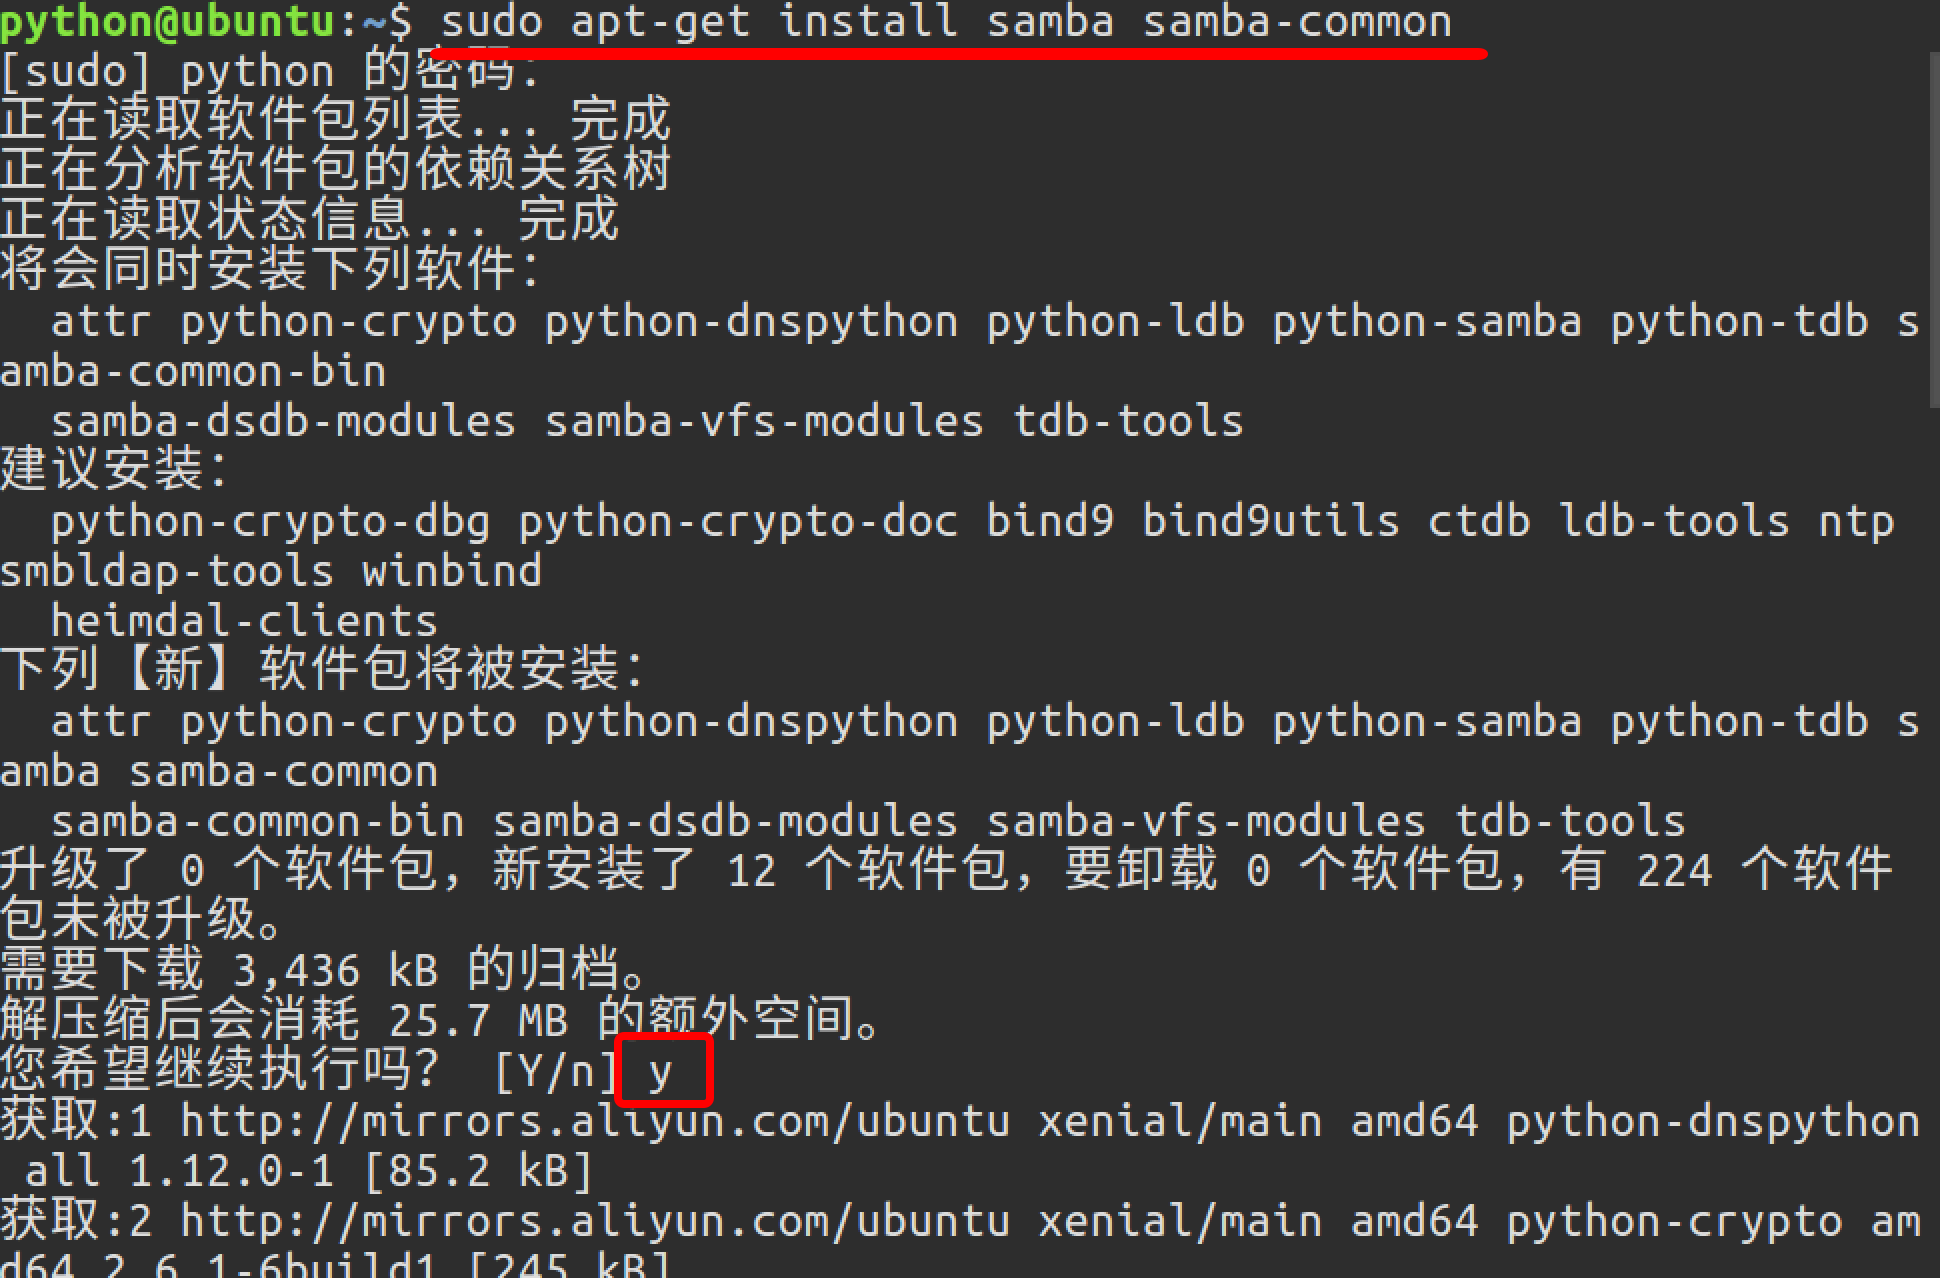 python@ubuntu:~$ sudo apt-get install samba samba-common
[sudo] python 的密码：
正在读取软件包列表... 完成
正在分析软件包的依赖关系树
正在读取状态信息... 完成
将会同时安装下列软件：
  attr python-crypto python-dnspython python-ldb python-samba python-tdb s
amba-common-bin
  samba-dsdb-modules samba-vfs-modules tdb-tools
建议安装：
  python-crypto-dbg python-crypto-doc bind9 bind9utils ctdb ldb-tools ntp
smbldap-tools winbind
  heimdal-clients
下列【新】软件包将被安装：
  attr python-crypto python-dnspython python-ldb python-samba python-tdb s
amba samba-common
  samba-common-bin samba-dsdb-modules samba-vfs-modules tdb-tools
升级了 0 个软件包，新安装了 12 个软件包，要卸载 0 个软件包，有 224 个软件
包未被升级。
需要下载 3,436 kB 的归档。
解压缩后会消耗 25.7 MB 的额外空间。
您希望继续执行吗？ [Y/n] y
获取:1 http://mirrors.aliyun.com/ubuntu xenial/main amd64 python-dnspython
 all 1.12.0-1 [85.2 kB]
获取:2 http://mirrors.aliyun.com/ubuntu xenial/main amd64 python-crypto am
d64 2.6.1-6build1 [245 kB]